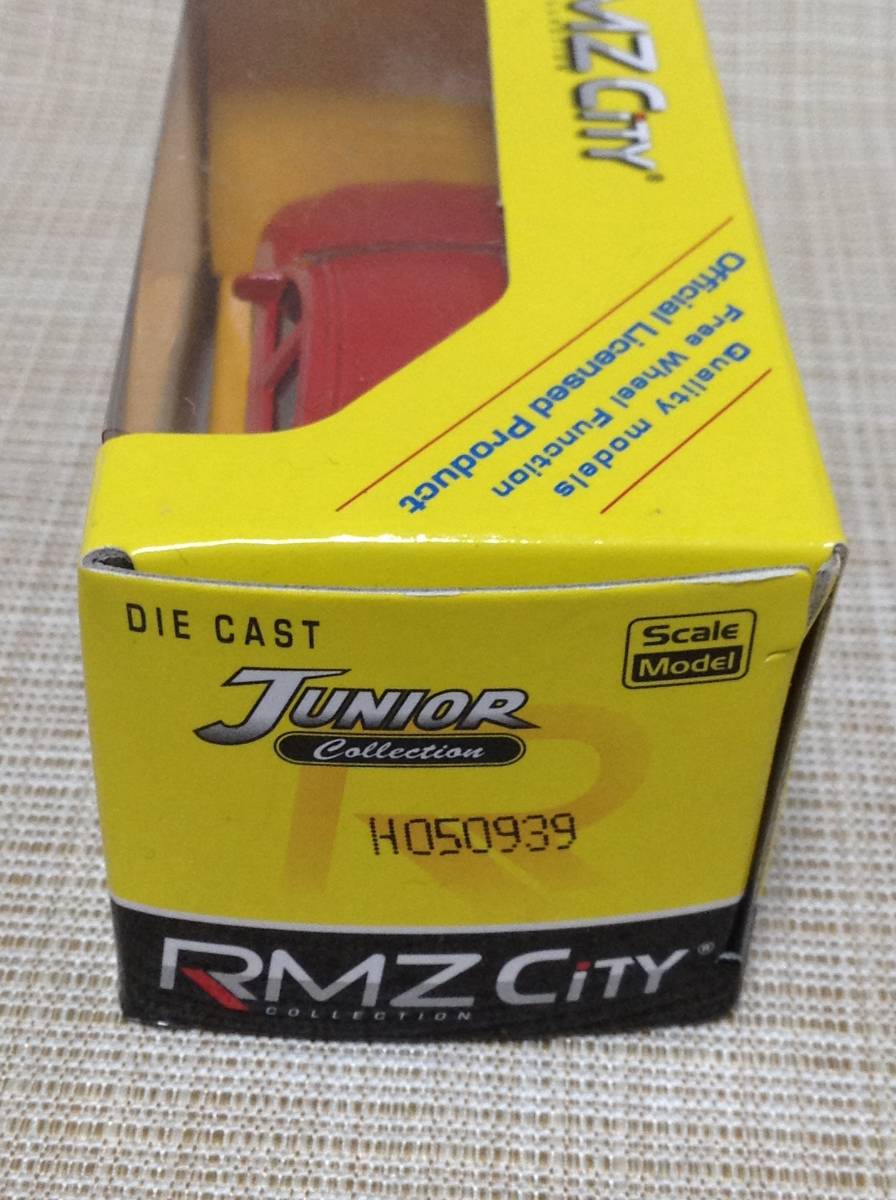 MZ CiTY®
Official Licensed Product
Free Wheel Function
Quality models
DIE CAST
Scale
Model
JUNIOR
Collection
H050939
RMZ CiTY®
COLLECTION